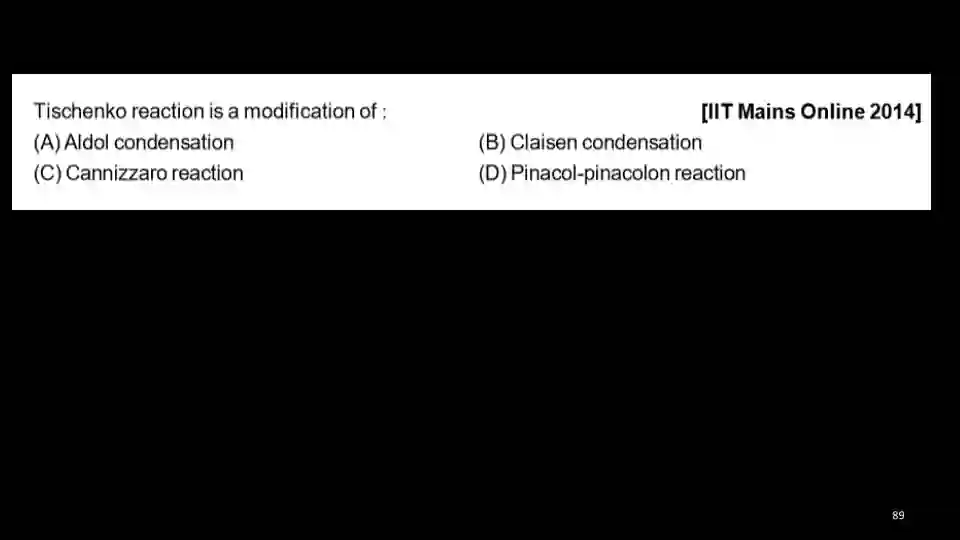 Tischenko reaction is a modification of : [IIT Mains Online 2014]
(A) Aldol condensation (B) Claisen condensation
(C) Cannizzaro reaction (D) Pinacol-pinacolon reaction
89